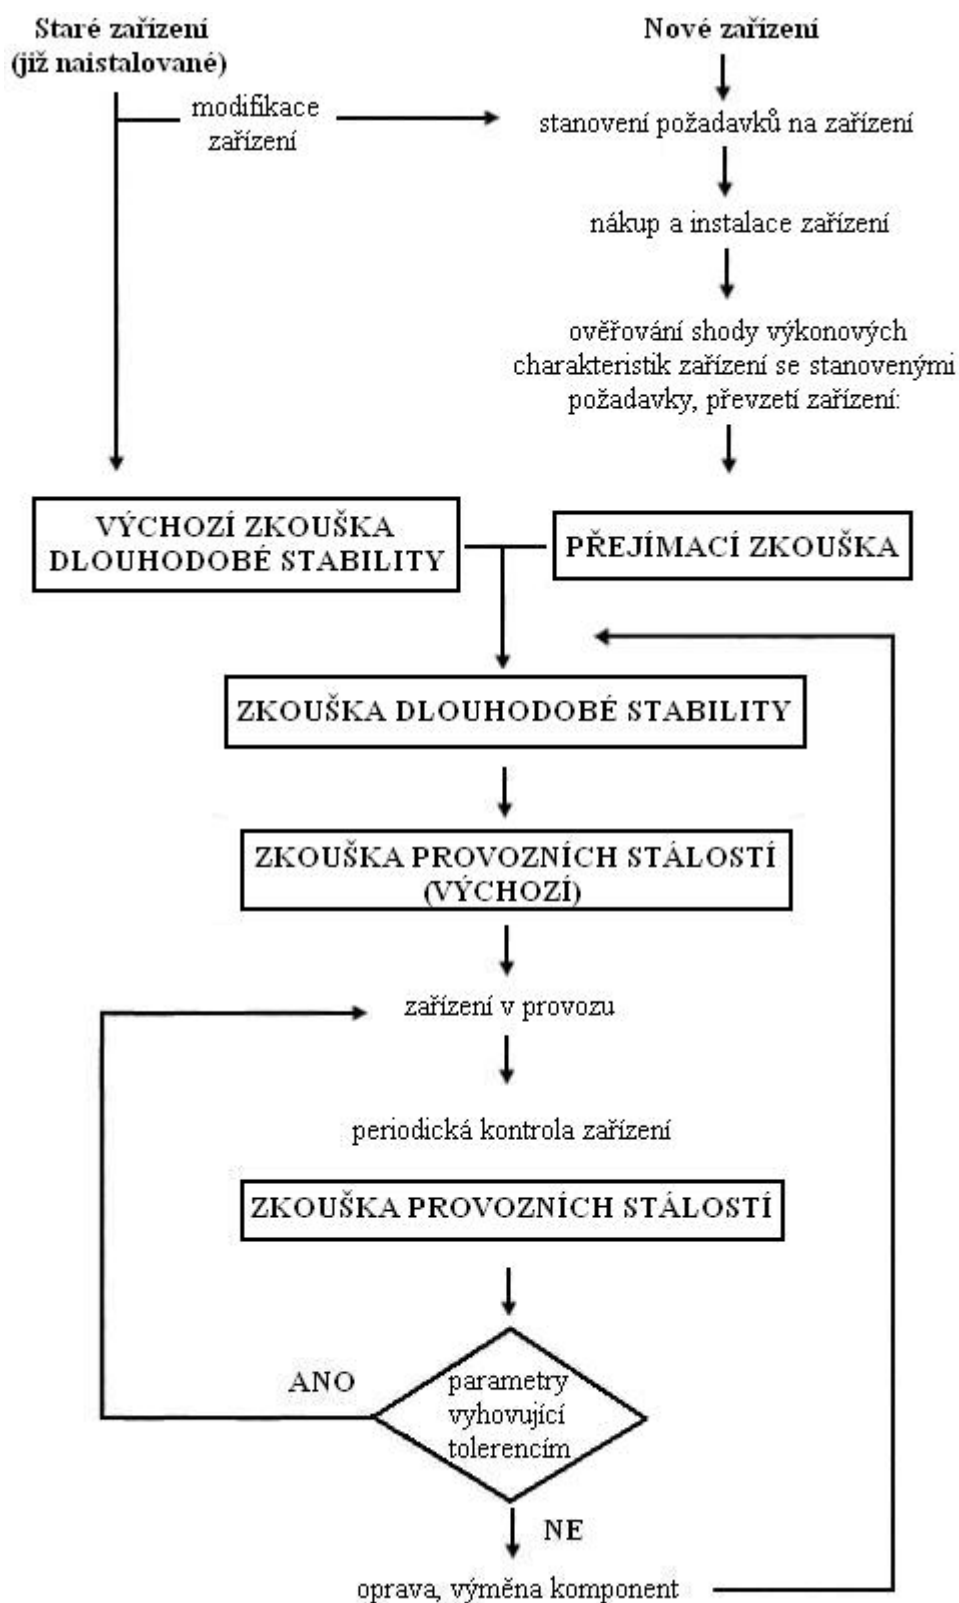 Staré zařízení
(již naistalované)
Nové zařízení
modifikace
zařízení
stanovení požadavků na zařízení
nákup a instalace zařízení
ověřování shody výkonových
charakteristik zařízení se stanovenými
požadavky, převzetí zařízení:
VÝCHOZÍ ZKOUŠKA
DLOUHODOBÉ STABILITY
PŘEJÍMACÍ ZKOUŠKA
ZKOUŠKA DLOUHODOBÉ STABILITY
ZKOUŠKA PROVOZNÍCH STÁLOSTÍ
(VÝCHOZÍ)
zařízení v provozu
periodická kontrola zařízení
ZKOUŠKA PROVOZNÍCH STÁLOSTÍ
ANO
parametry
vyhovující
tolerencím
NE
oprava, výměna komponent